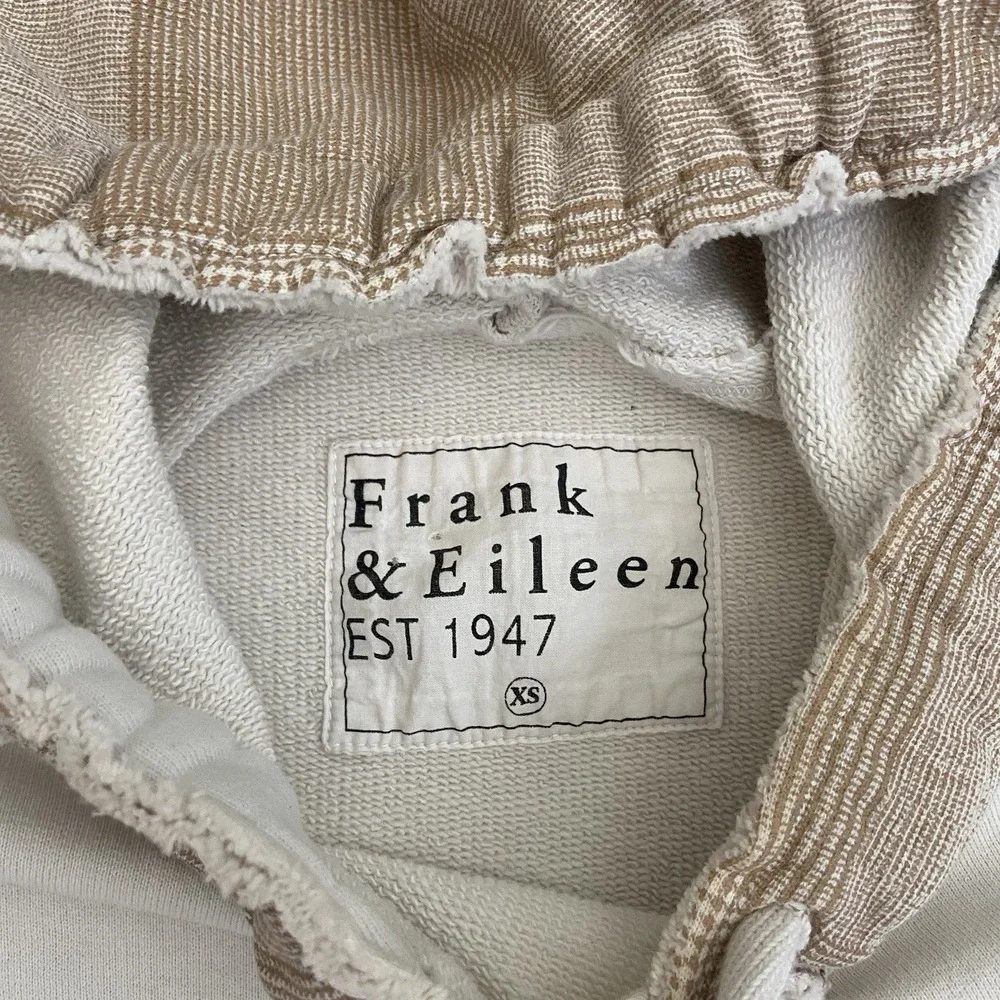 Frank
& Eileen
EST 1947
XS